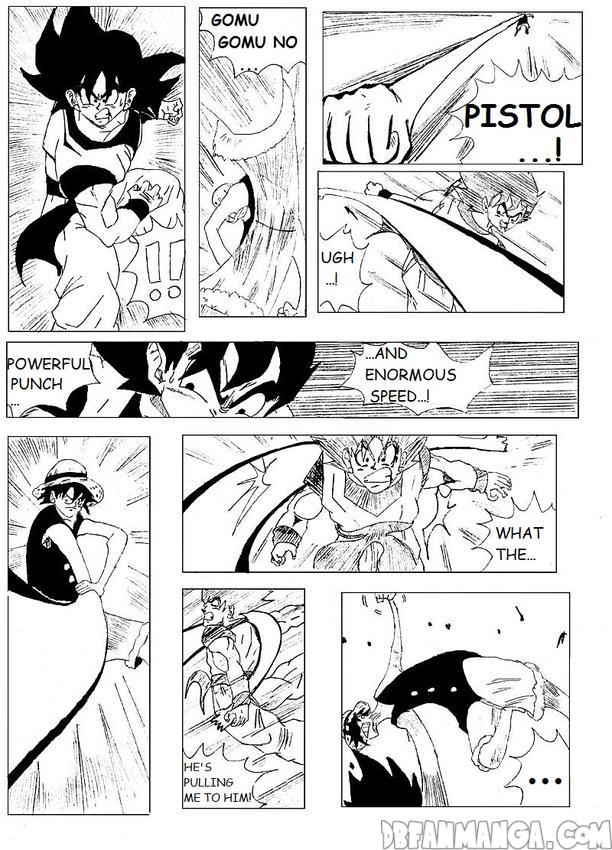 GOMU
GOMU NO
...
PISTOL
...!
UGH
...!
!!
POWERFUL
PUNCH
...
...AND
ENORMOUS
SPEED...!
WHAT
THE...
HE'S
PULLING
ME TO HIM!
...
DBFANMANGA.COM